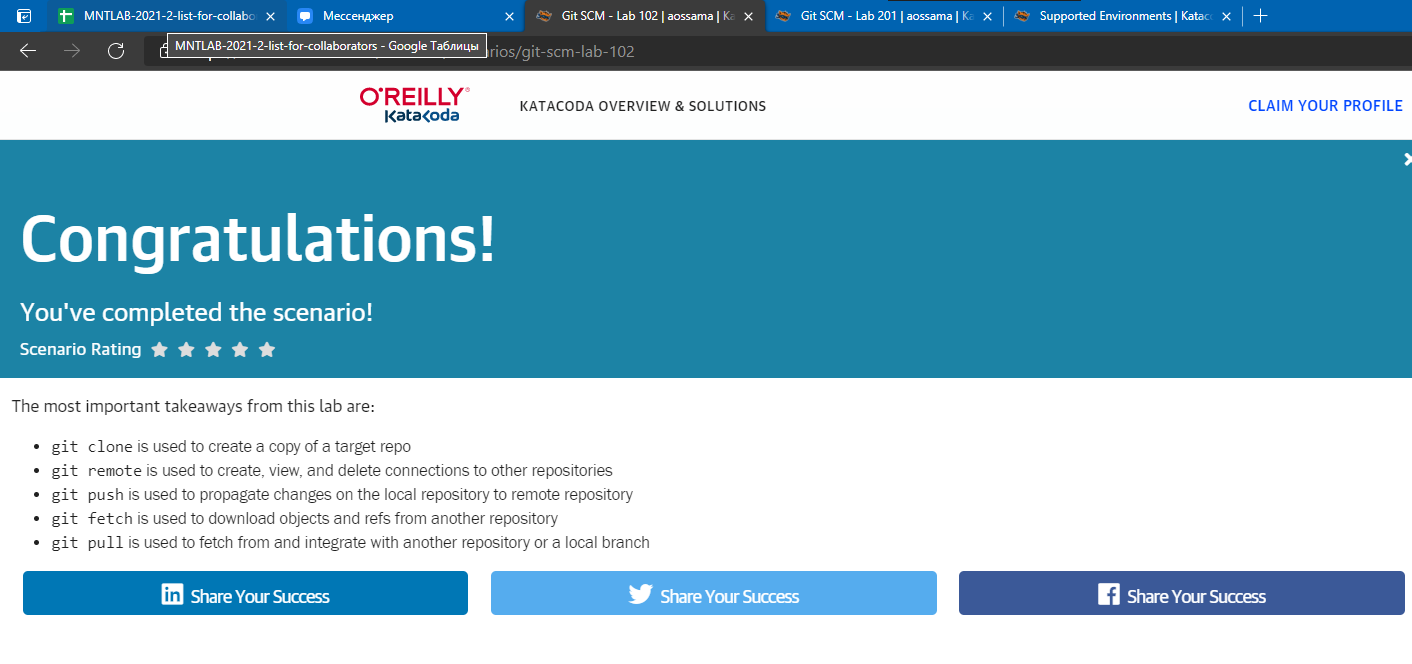 MNTLAB-2021-2-list-for-collabo
Мессенджер
Git SCM - Lab 102 | aossama | Ka
Git SCM - Lab 201 | aossama | Ka
Supported Environments | Katac
MNTLAB-2021-2-list-for-collaborators - Google Таблицы
rios/git-scm-lab-102
O'REILLY®
Katacoda
KATACODA OVERVIEW & SOLUTIONS
CLAIM YOUR PROFILE
Congratulations!
You've completed the scenario!
Scenario Rating
The most important takeaways from this lab are:
• git clone is used to create a copy of a target repo
• git remote is used to create, view, and delete connections to other repositories
• git push is used to propagate changes on the local repository to remote repository
• git fetch is used to download objects and refs from another repository
• git pull is used to fetch from and integrate with another repository or a local branch
in Share Your Success
Share Your Success
f Share Your Success